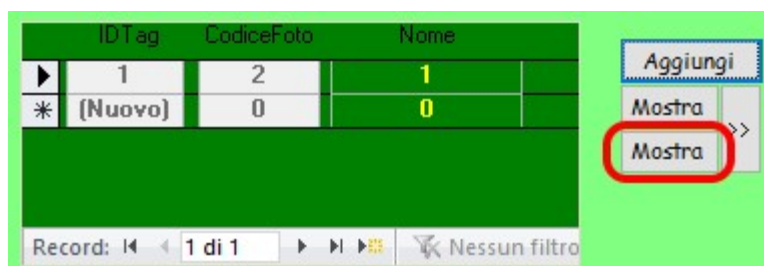 IDTag CodiceFoto Nome
1 2 1
(Nuovo) 0 0
Record: 1 di 1 Nessun filtro
Aggiungi
Mostra
>>
Mostra